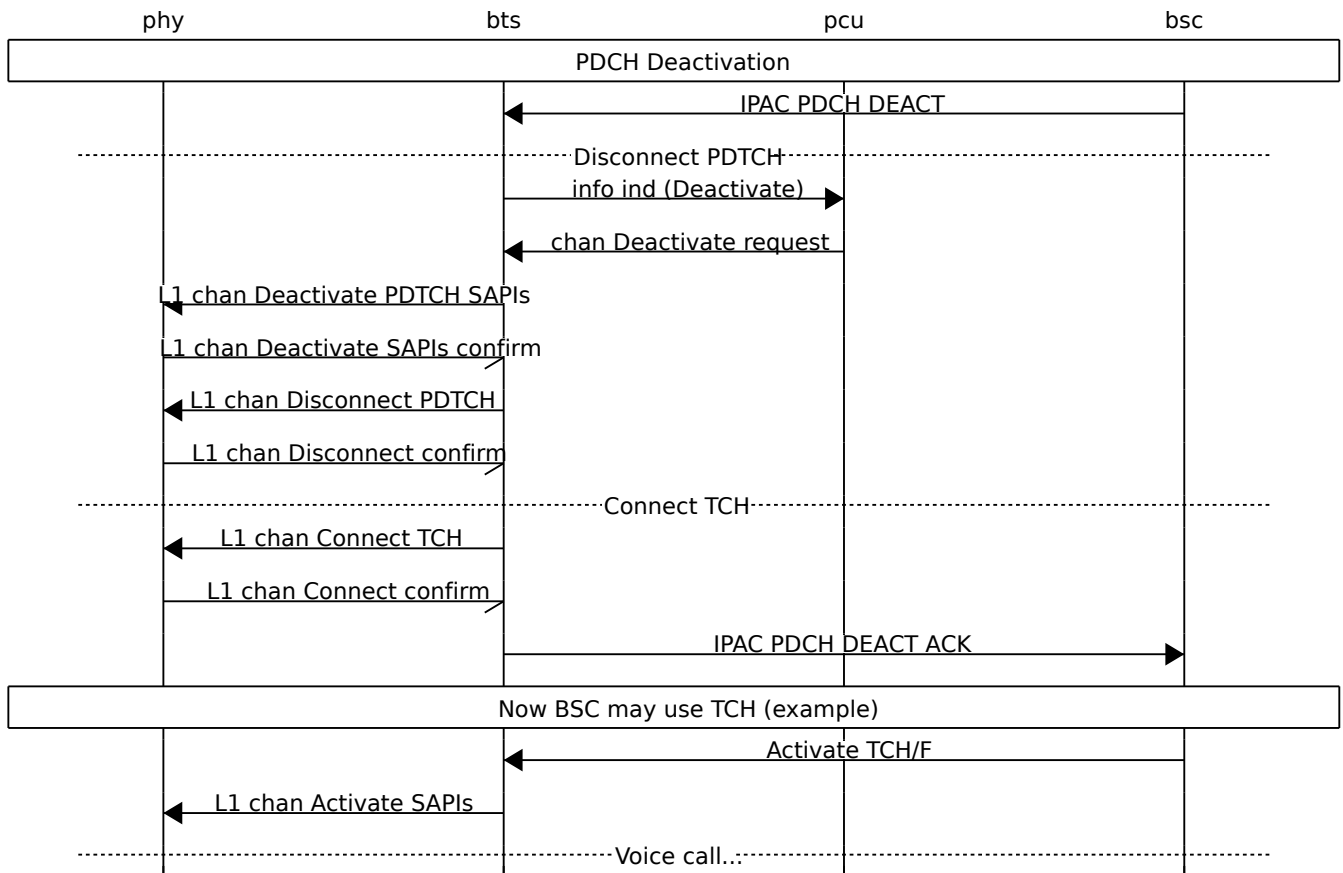 phy bts pcu bsc
PDCH Deactivation
IPAC PDCH DEACT
Disconnect PDTCH
info ind (Deactivate)
chan Deactivate request
L1 chan Deactivate PDTCH SAPIs
L1 chan Deactivate SAPIs confirm
L1 chan Disconnect PDTCH
L1 chan Disconnect confirm
Connect TCH
L1 chan Connect TCH
L1 chan Connect confirm
IPAC PDCH DEACT ACK
Now BSC may use TCH (example)
Activate TCH/F
L1 chan Activate SAPIs
Voice call...